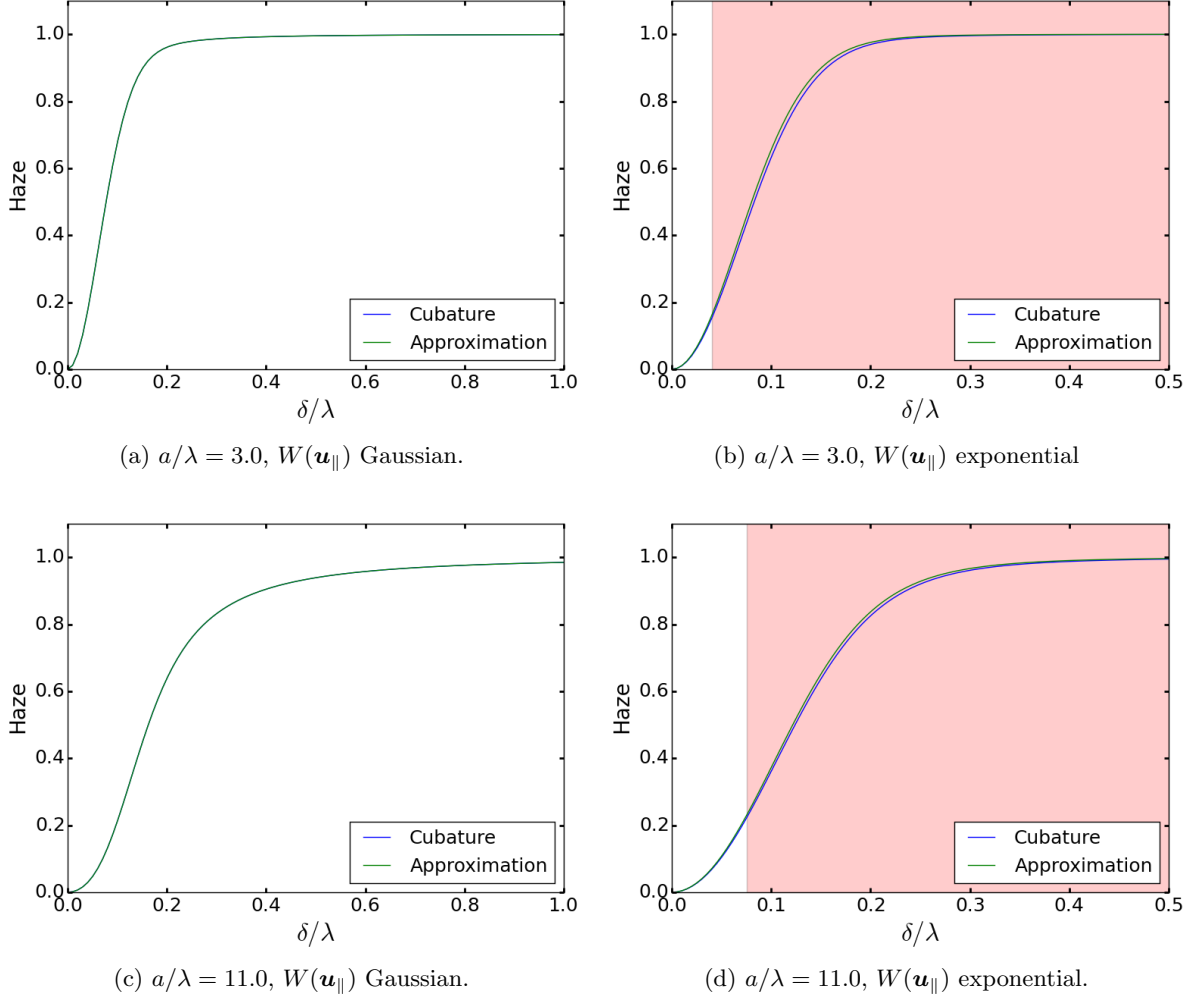 1.0
0.8
0.6
0.4
0.2
0.0
Haze
Cubature
Approximation
0.0 0.2 0.4 0.6 0.8 1.0
δ/λ
(a) a/λ = 3.0, W(u∥) Gaussian.
1.0
0.8
0.6
0.4
0.2
0.0
Haze
Cubature
Approximation
0.0 0.1 0.2 0.3 0.4 0.5
δ/λ
(b) a/λ = 3.0, W(u∥) exponential
1.0
0.8
0.6
0.4
0.2
0.0
Haze
Cubature
Approximation
0.0 0.2 0.4 0.6 0.8 1.0
δ/λ
(c) a/λ = 11.0, W(u∥) Gaussian.
1.0
0.8
0.6
0.4
0.2
0.0
Haze
Cubature
Approximation
0.0 0.1 0.2 0.3 0.4 0.5
δ/λ
(d) a/λ = 11.0, W(u∥) exponential.